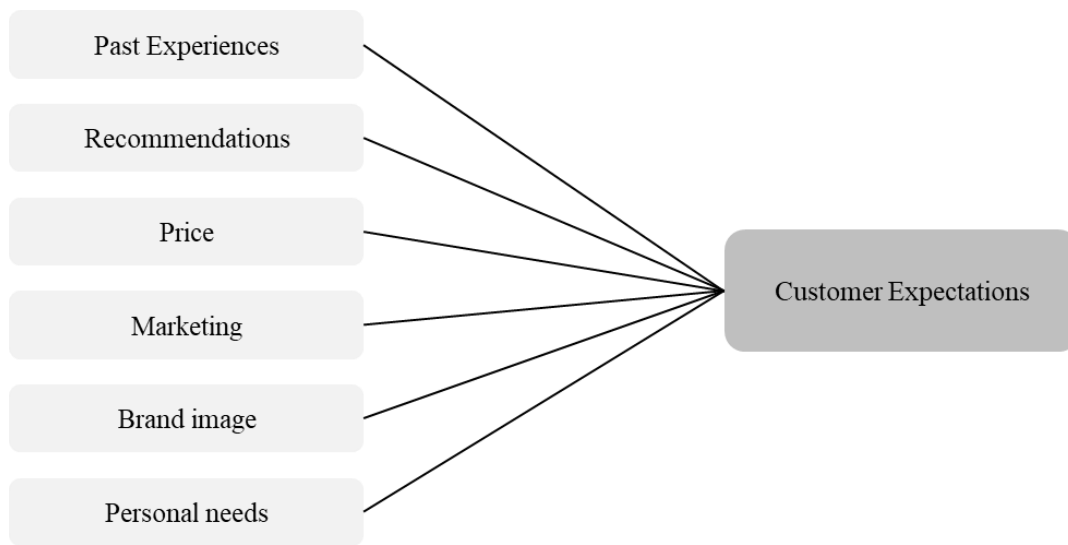 Past Experiences
Recommendations
Price
Marketing
Brand image
Personal needs
Customer Expectations